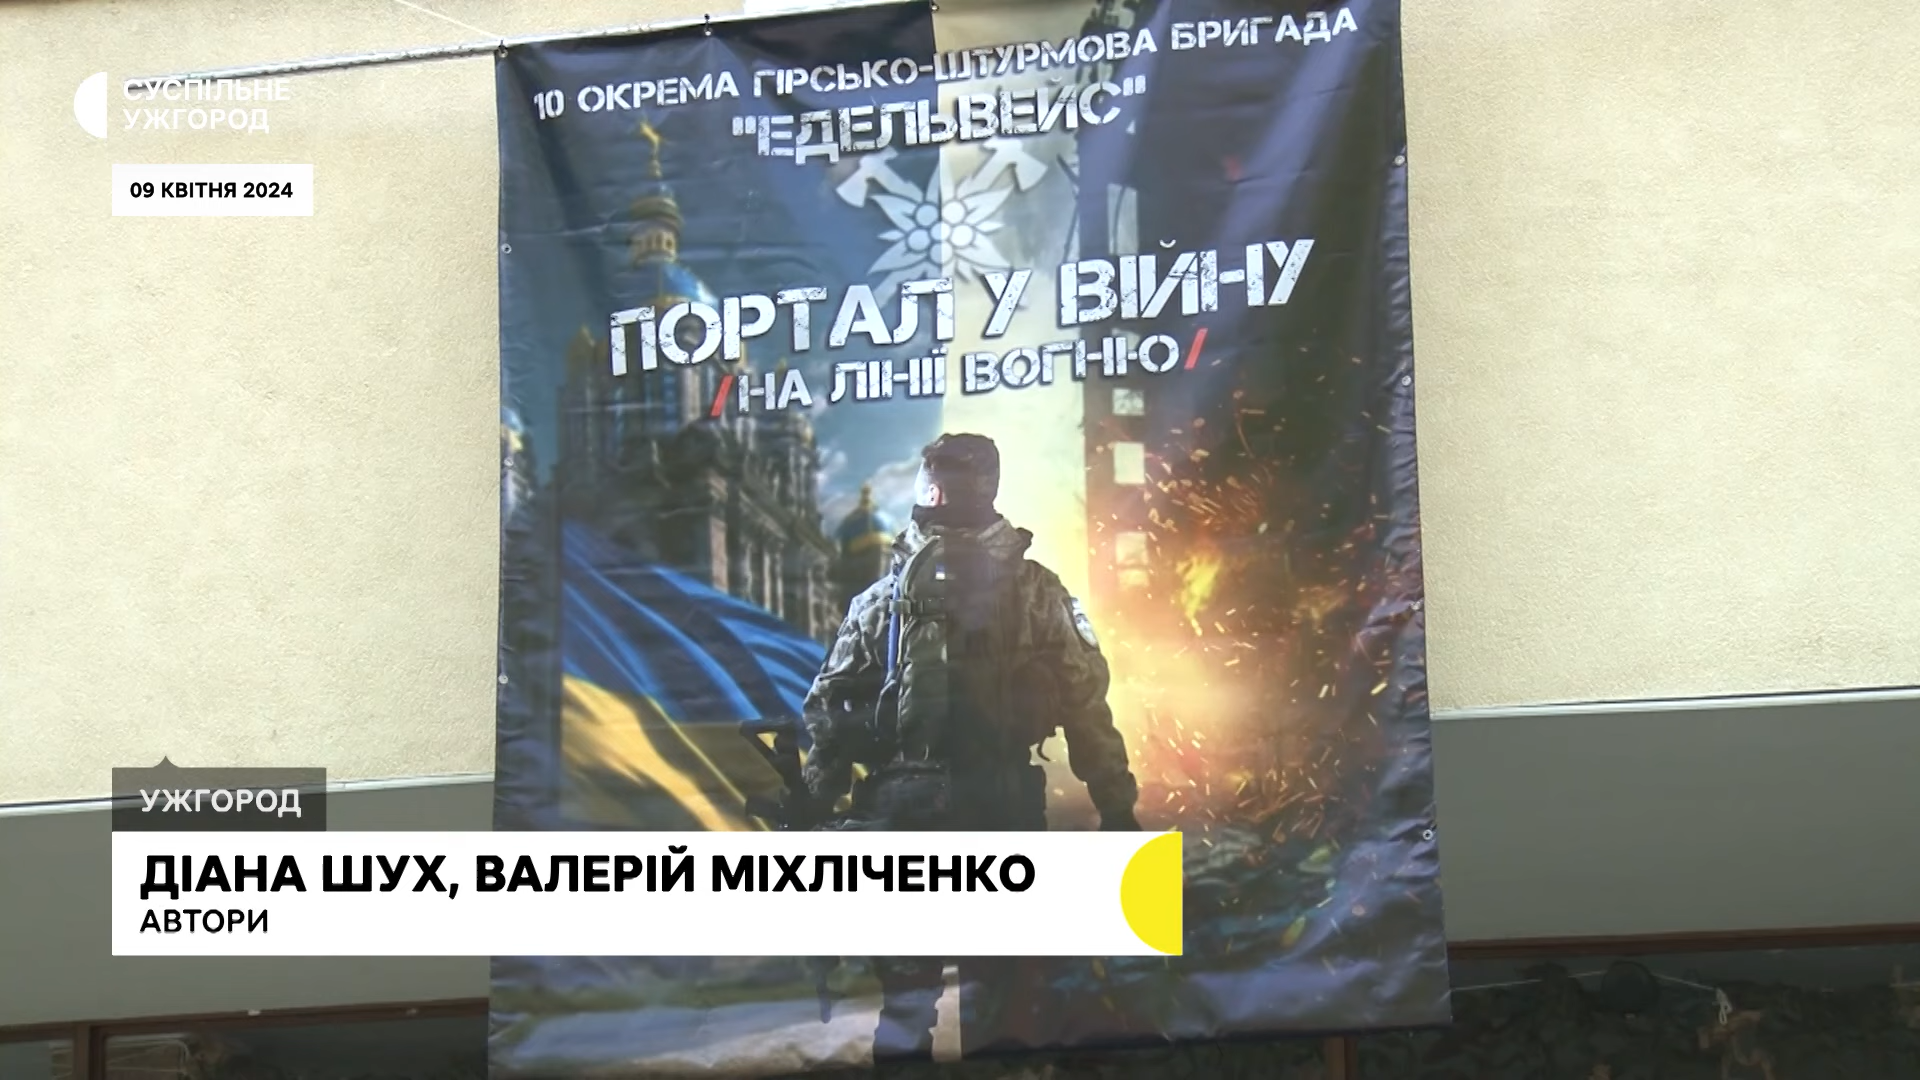 СУСПІЛЬНЕ
УЖГОРОД
09 КВІТНЯ 2024
10 ОКРЕМА ГІРСЬКО-ШТУРМОВА БРИГАДА
"ЕДЕЛЬВЕЙС"
ПОРТАЛ У ВІЙНУ
/НА ЛІНІЇ ВОГНЮ/
УЖГОРОД
ДІАНА ШУХ, ВАЛЕРІЙ МІХЛІЧЕНКО
АВТОРИ